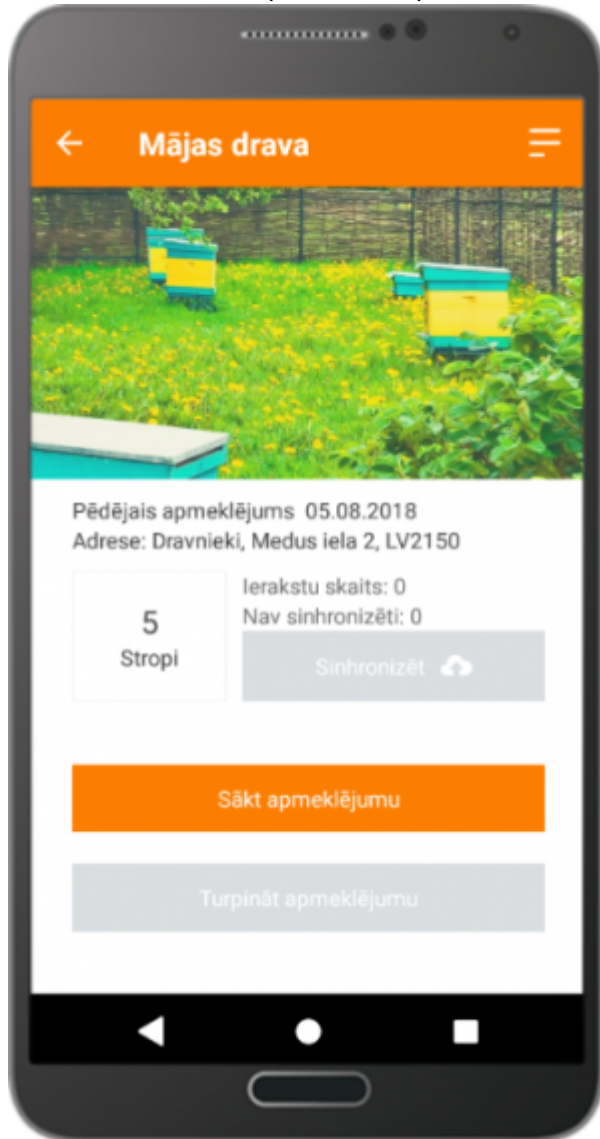 Mājas drava
Pēdējais apmeklējums 05.08.2018
Adrese: Dravnieki, Medus iela 2, LV2150
5
Stropi
Ierakstu skaits: 0
Nav sinhronizēti: 0
Sinhronizēt
Sākt apmeklējumu
Turpināt apmeklējumu